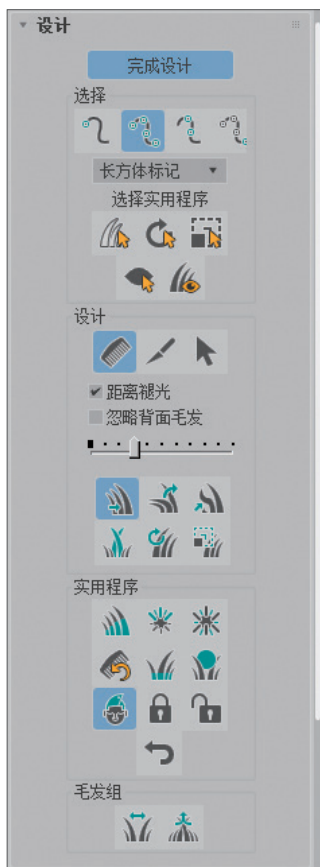 设计
完成设计
选择
长方体标记
选择实用程序
设计
距离褪光
忽略背面毛发
实用程序
毛发组